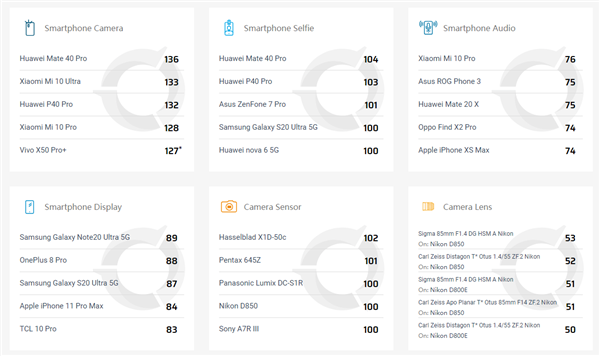 Smartphone Camera
Huawei Mate 40 Pro 136
Xiaomi Mi 10 Ultra 133
Huawei P40 Pro 132
Xiaomi Mi 10 Pro 128
Vivo X50 Pro+ 127*
Smartphone Selfie
Huawei Mate 40 Pro 104
Huawei P40 Pro 103
Asus ZenFone 7 Pro 101
Samsung Galaxy S20 Ultra 5G 100
Huawei nova 6 5G 100
Smartphone Audio
Xiaomi Mi 10 Pro 76
Asus ROG Phone 3 75
Huawei Mate 20 X 75
Oppo Find X2 Pro 74
Apple iPhone XS Max 74
Smartphone Display
Samsung Galaxy Note20 Ultra 5G 89
OnePlus 8 Pro 88
Samsung Galaxy S20 Ultra 5G 87
Apple iPhone 11 Pro Max 84
TCL 10 Pro 83
Camera Sensor
Hasselblad X1D-50c 102
Pentax 645Z 101
Panasonic Lumix DC-S1R 100
Nikon D850 100
Sony A7R III 100
Camera Lens
Sigma 85mm F1.4 DG HSM A Nikon 53
On: Nikon D850
Carl Zeiss Distagon T* Otus 1.4/55 ZF.2 Nikon 52
On: Nikon D850
Sigma 85mm F1.4 DG HSM A Nikon 51
On: Nikon D800E
Carl Zeiss Apo Planar T* Otus 85mm F14 ZF.2 Nikon 51
On: Nikon D850
Carl Zeiss Distagon T* Otus 1.4/55 ZF.2 Nikon 50
On: Nikon D800E